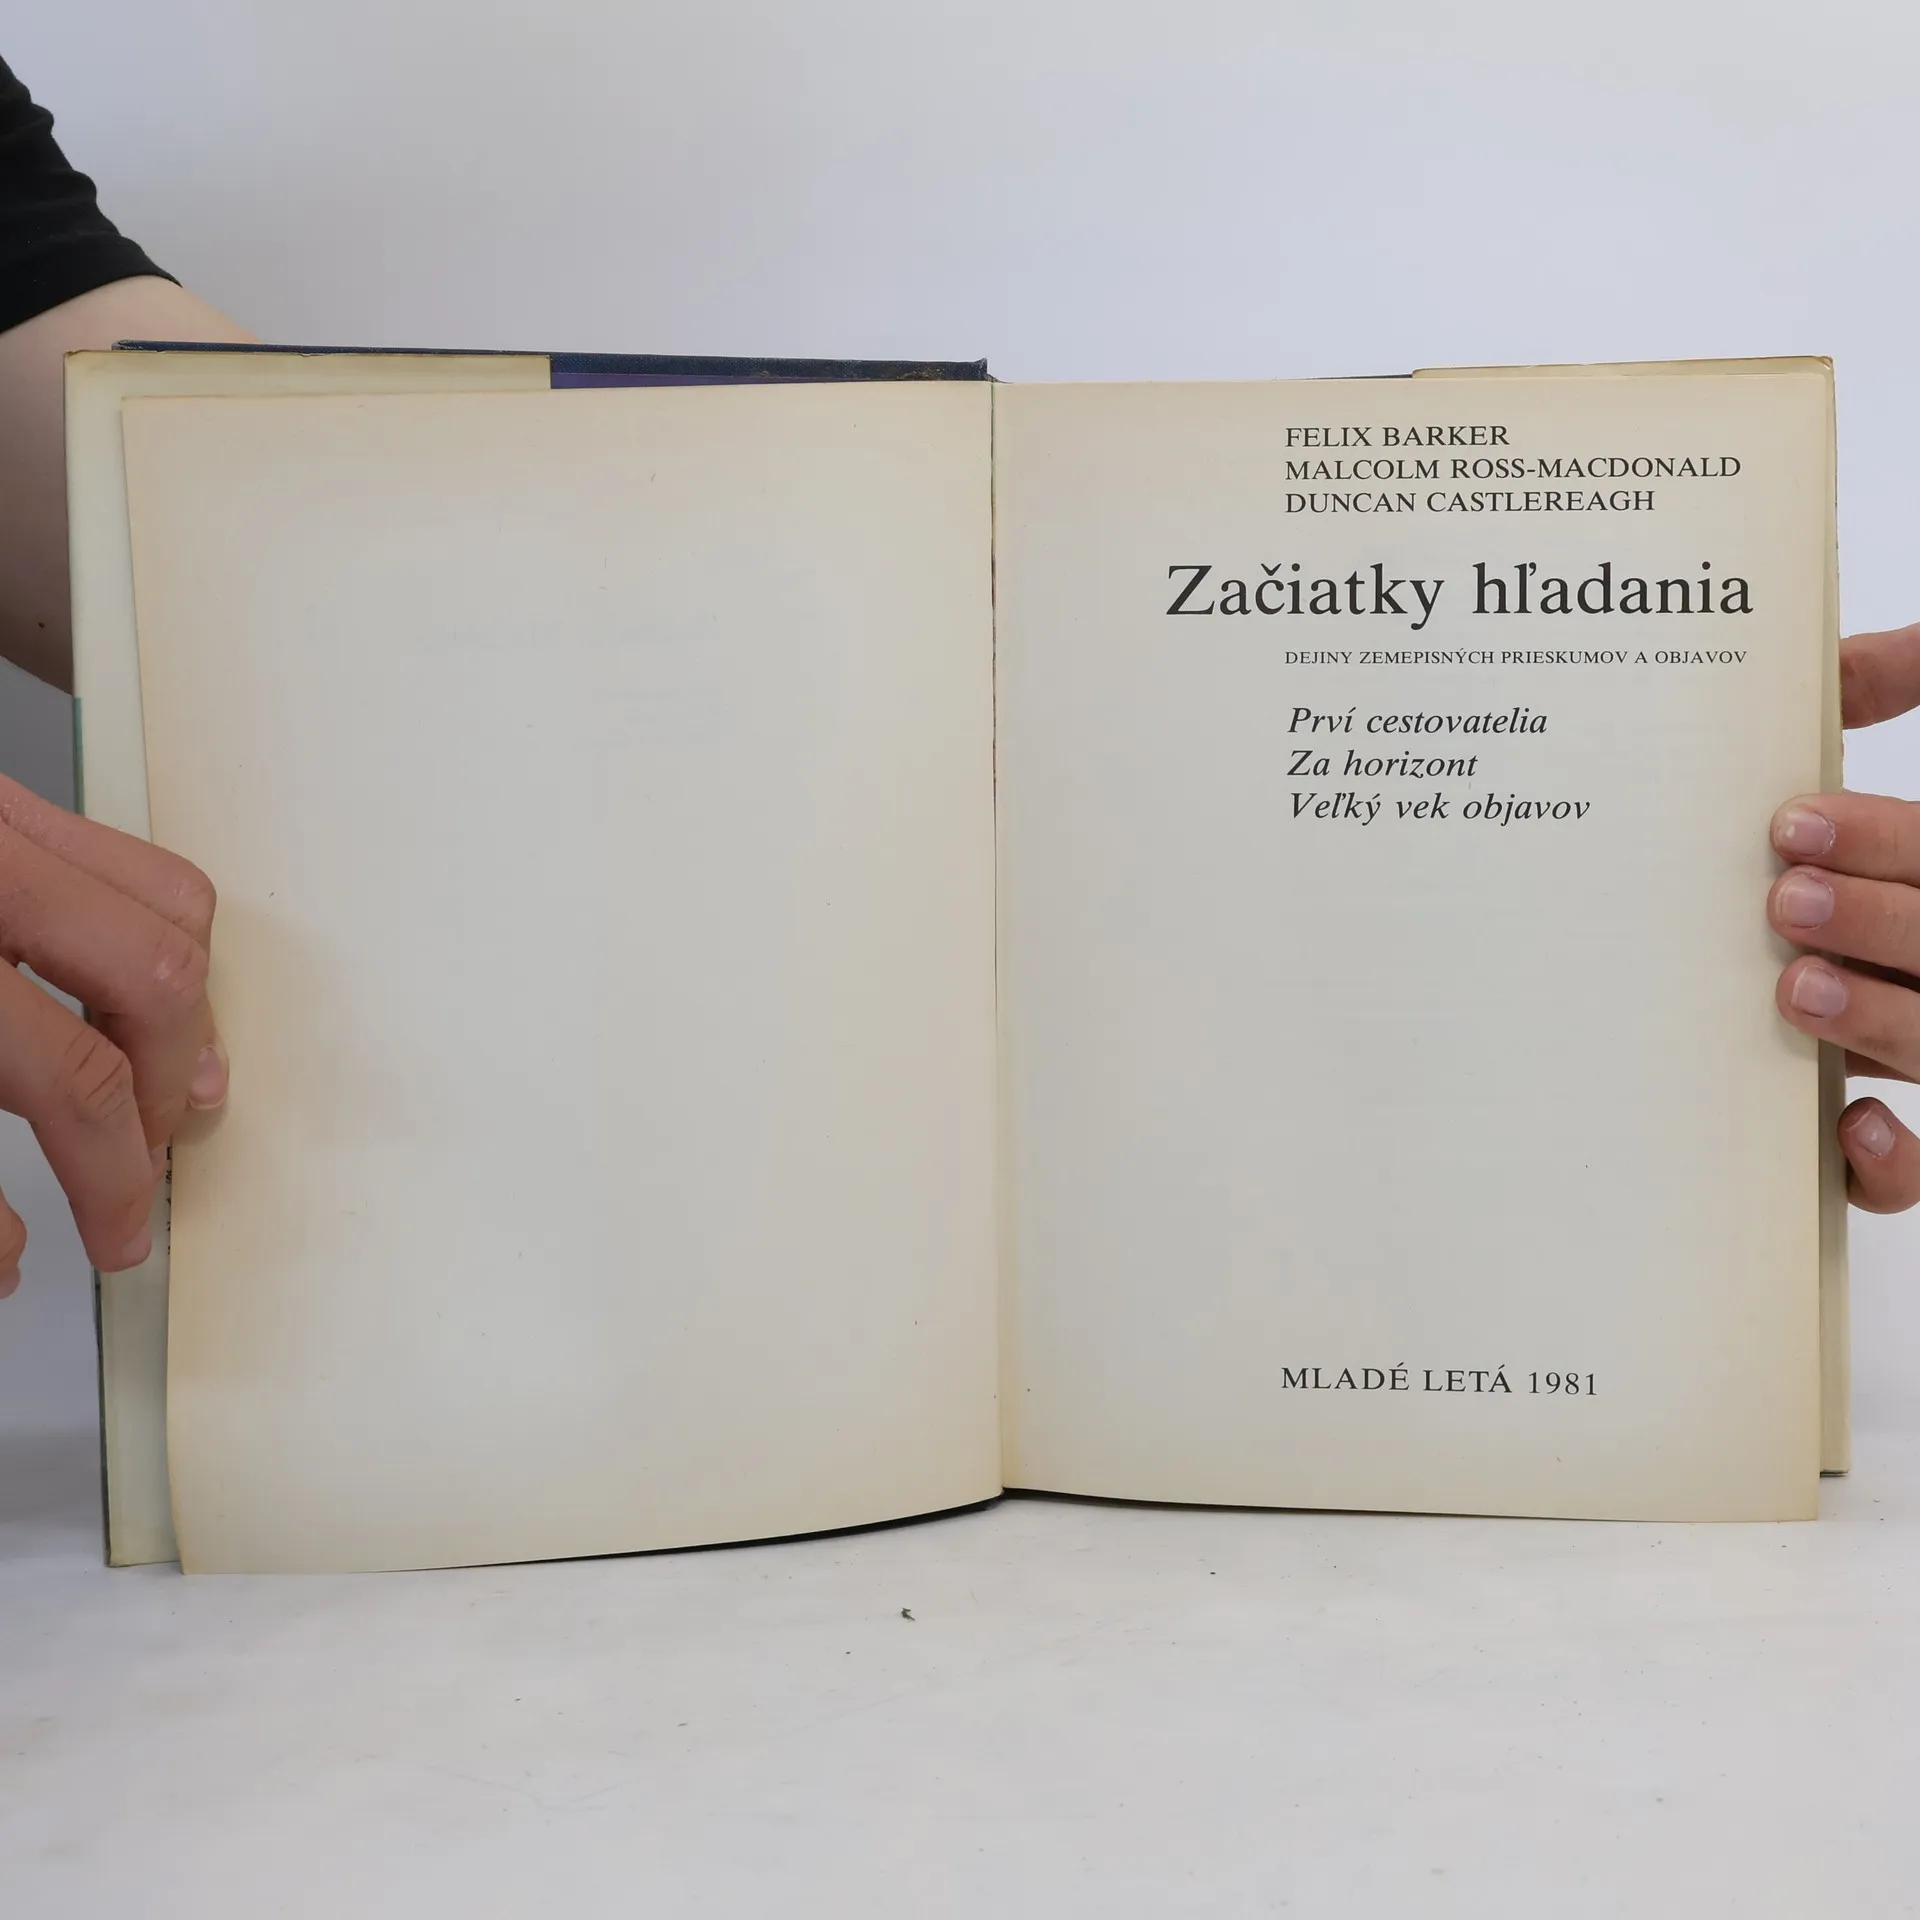 FELIX BARKER
MALCOLM ROSS-MACDONALD
DUNCAN CASTLEREAGH
Začiatky hľadania
DEJINY ZEMEPISNÝCH PRIESKUMOV A OBJAVOV
Prví cestovatelia
Za horizont
Veľký vek objavov
MLADÉ LETÁ 1981